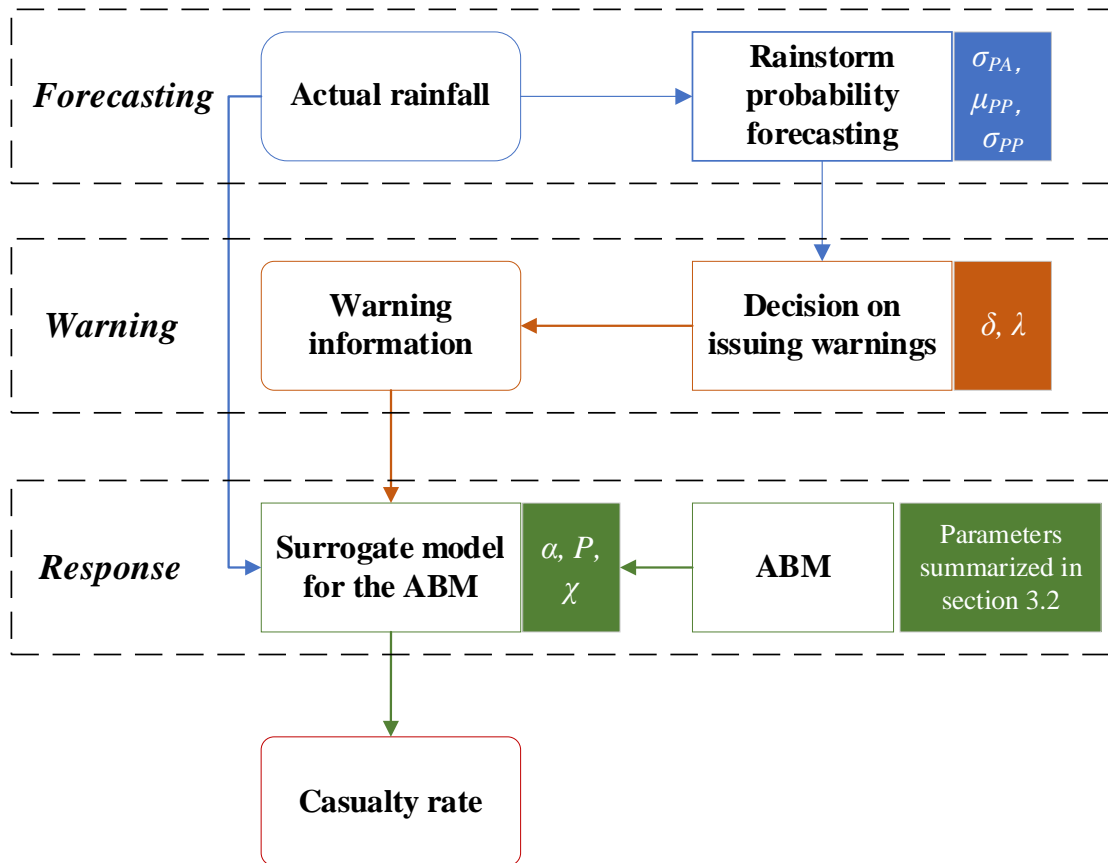 Forecasting
Actual rainfall
Rainstorm
probability
forecasting
σPA,
μPP,
σPP
Warning
Warning
information
Decision on
issuing warnings
δ, λ
Response
Surrogate model
for the ABM
α, P,
χ
ABM
Parameters
summarized in
section 3.2
Casualty rate